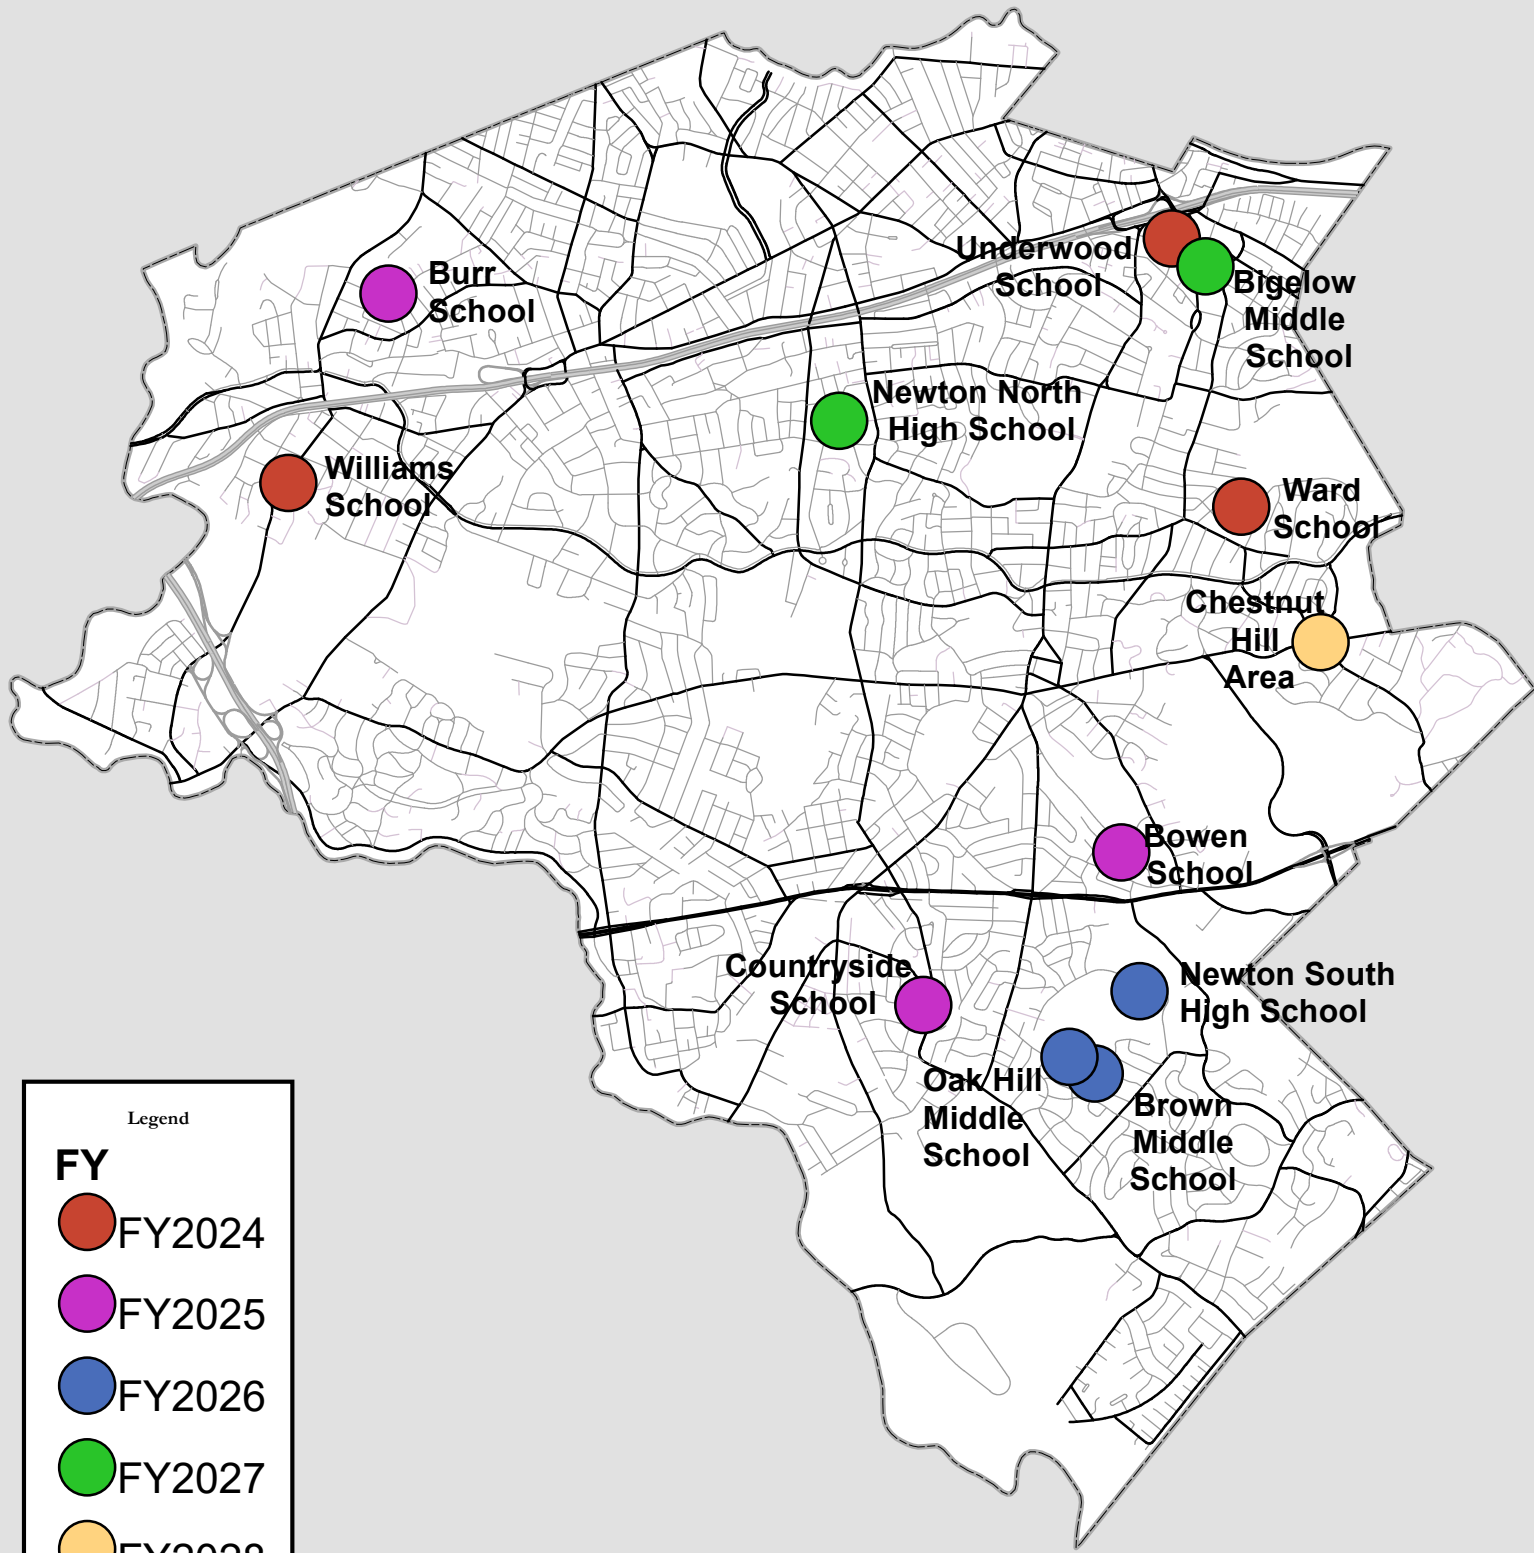 Underwood
School
Burr
School
Bigelow
Middle
School
Newton North
High School
Williams
School
Ward
School
Chestnut
Hill
Area
Bowen
School
Countryside
School
Newton South
High School
Oak Hill
Middle
School
Brown
Middle
School
Legend
FY
FY2024
FY2025
FY2026
FY2027
FY2028